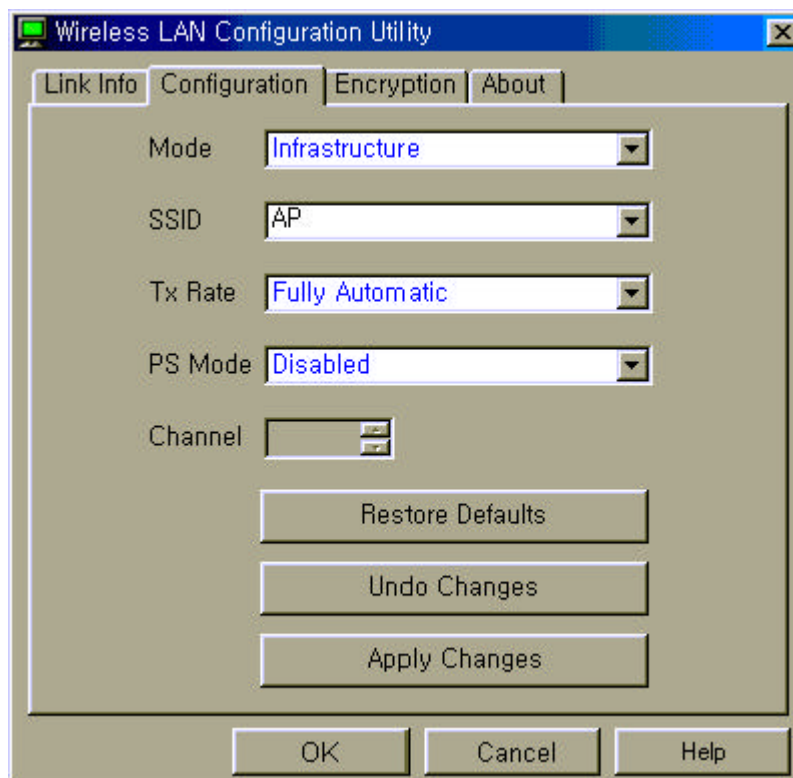 Wireless LAN Configuration Utility
Link Info Configuration Encryption About
Mode Infrastructure
SSID AP
Tx Rate Fully Automatic
PS Mode Disabled
Channel
Restore Defaults
Undo Changes
Apply Changes
OK Cancel Help